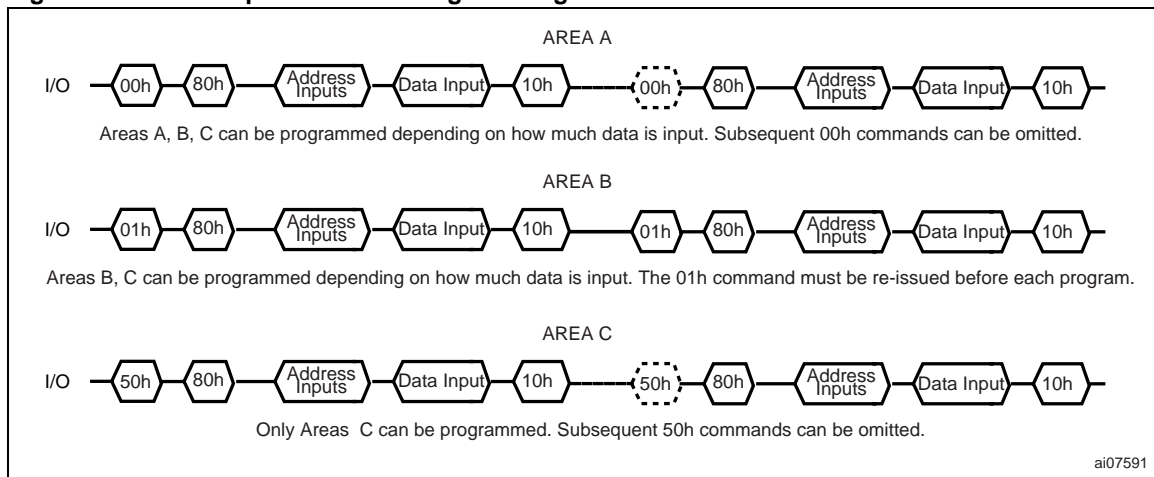 AREA A
I/O 00h 80h Address Inputs Data Input 10h 00h 80h Address Inputs Data Input 10h
Areas A, B, C can be programmed depending on how much data is input. Subsequent 00h commands can be omitted.
AREA B
I/O 01h 80h Address Inputs Data Input 10h 01h 80h Address Inputs Data Input 10h
Areas B, C can be programmed depending on how much data is input. The 01h command must be re-issued before each program.
AREA C
I/O 50h 80h Address Inputs Data Input 10h 50h 80h Address Inputs Data Input 10h
Only Areas C can be programmed. Subsequent 50h commands can be omitted.
ai07591